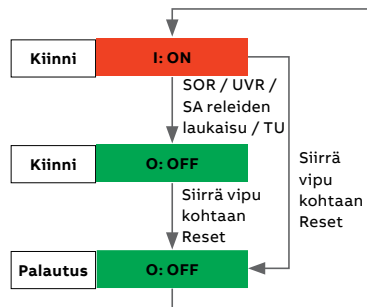 Kiinni
I: ON
SOR / UVR /
SA releiden
laukaisu / TU
Siirrä
vipu
kohtaan
Reset
Kiinni
O: OFF
Siirrä vipu
kohtaan
Reset
Palautus
O: OFF